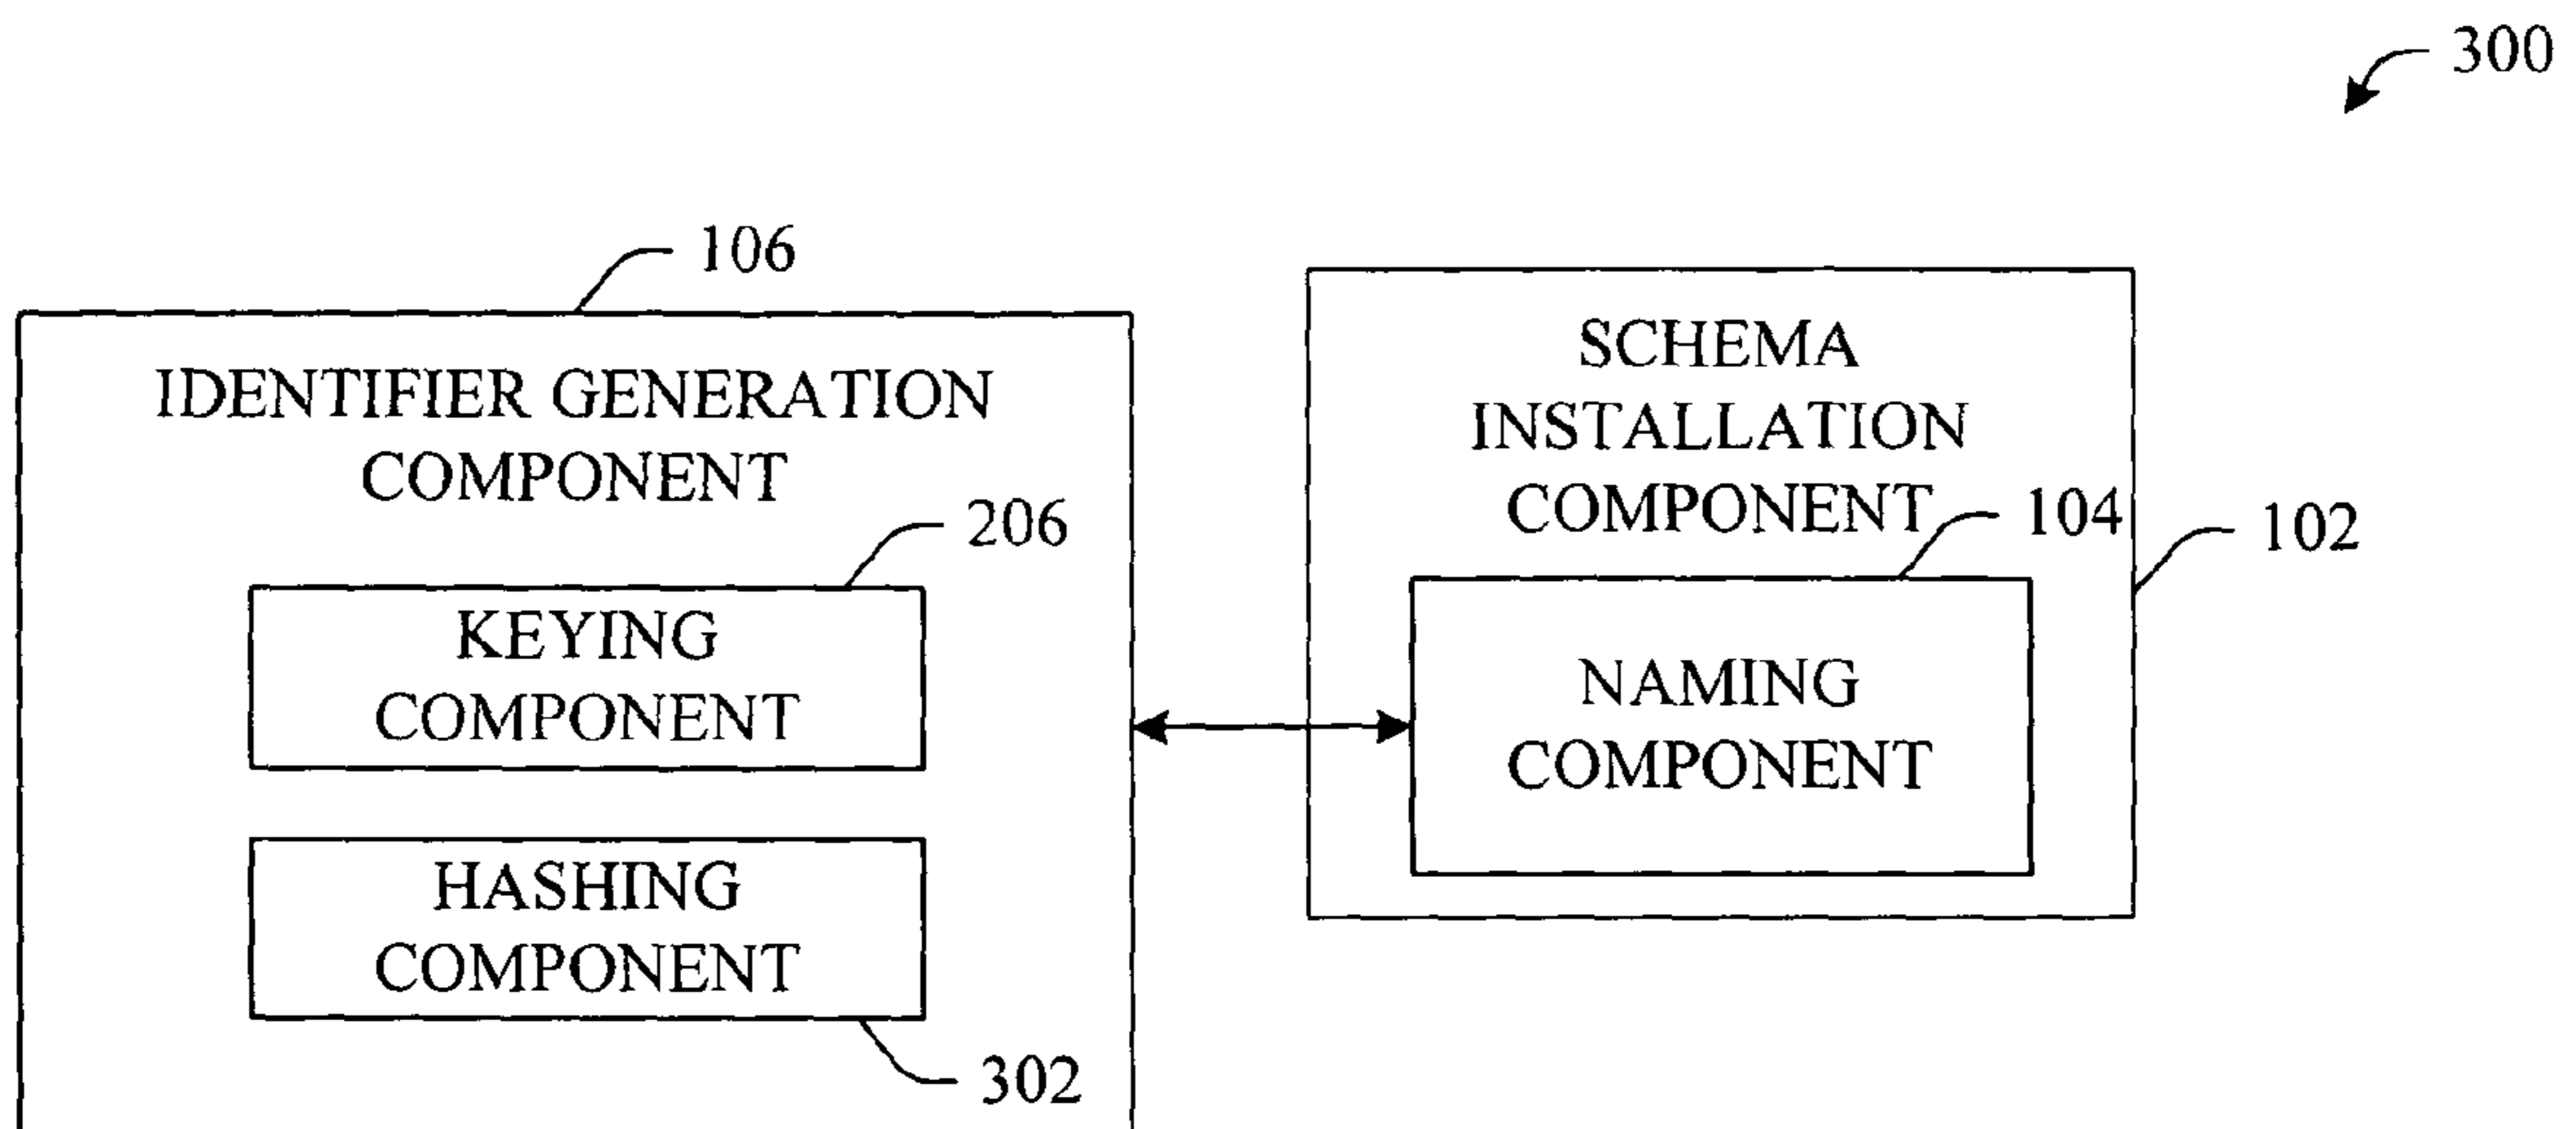 300
106
IDENTIFIER GENERATION
COMPONENT
206
KEYING
COMPONENT
HASHING
COMPONENT
302
SCHEMA
INSTALLATION
COMPONENT
104
102
NAMING
COMPONENT